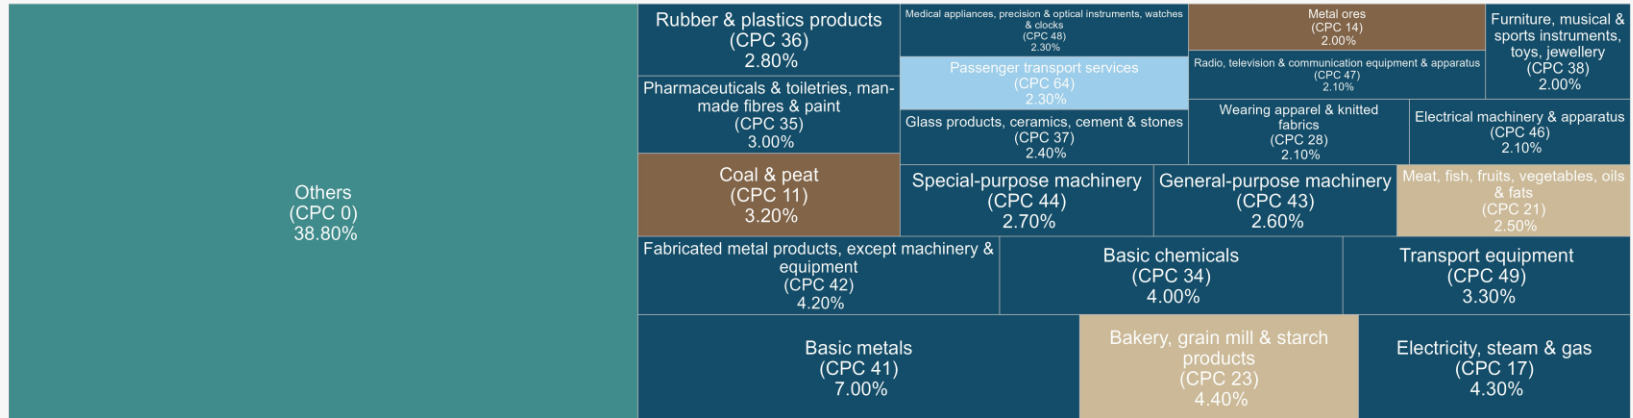 Others
(CPC 0)
38.80%
Rubber & plastics products
(CPC 36)
2.80%
Pharmaceuticals & toiletries, man-
made fibres & paint
(CPC 35)
3.00%
Coal & peat
(CPC 11)
3.20%
Medical appliances, precision & optical instruments, watches
& clocks
(CPC 48)
2.30%
Passenger transport services
(CPC 64)
2.30%
Glass products, ceramics, cement & stones
(CPC 37)
2.40%
Metal ores
(CPC 14)
2.00%
Radio, television & communication equipment & apparatus
(CPC 47)
2.10%
Furniture, musical &
sports instruments,
toys, jewellery
(CPC 38)
2.00%
Wearing apparel & knitted
fabrics
(CPC 28)
2.10%
Electrical machinery & apparatus
(CPC 46)
2.10%
Special-purpose machinery
(CPC 44)
2.70%
General-purpose machinery
(CPC 43)
2.60%
Meat, fish, fruits, vegetables, oils
& fats
(CPC 21)
2.50%
Fabricated metal products, except machinery &
equipment
(CPC 42)
4.20%
Basic chemicals
(CPC 34)
4.00%
Transport equipment
(CPC 49)
3.30%
Basic metals
(CPC 41)
7.00%
Bakery, grain mill & starch
products
(CPC 23)
4.40%
Electricity, steam & gas
(CPC 17)
4.30%